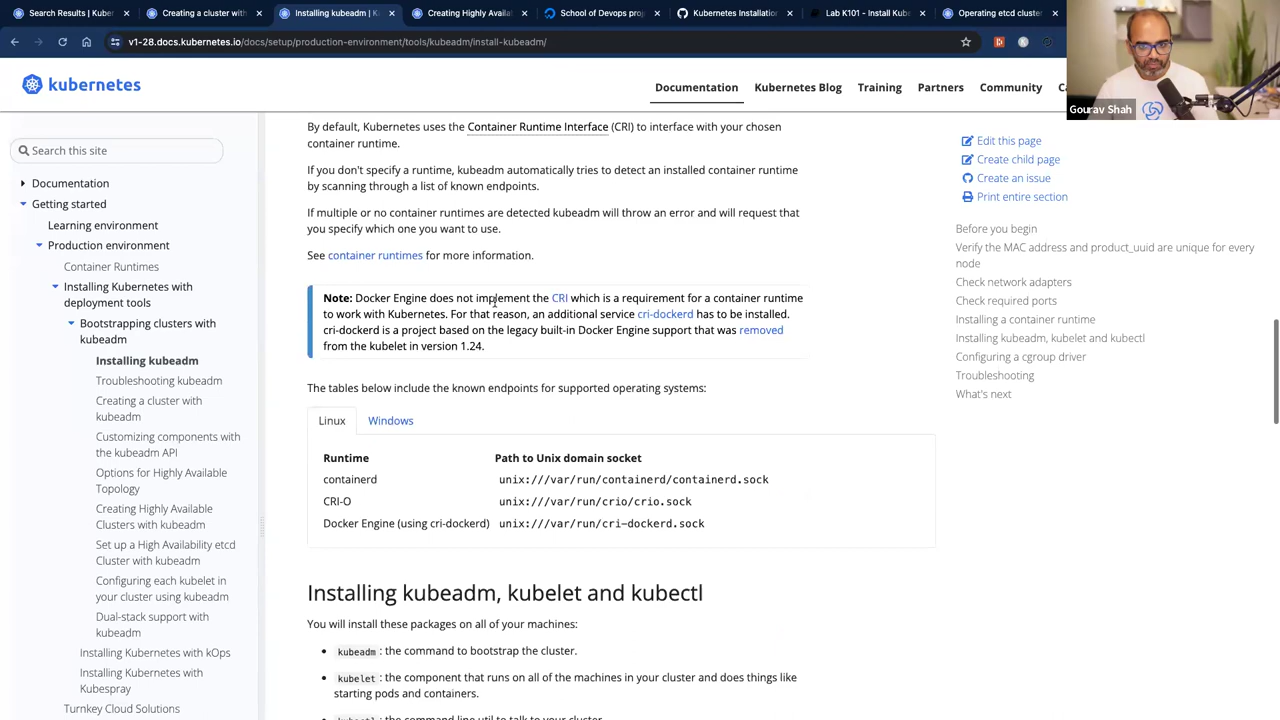 Search Results | Kuber
Creating a cluster with
Installing kubeadm | K
Creating Highly Availa
School of Devops proj
Kubernetes Installation
Lab K101 - Install Kube
Operating etcd cluster
v1-28.docs.kubernetes.io/docs/setup/production-environment/tools/kubeadm/install-kubeadm/
Gourav Shah
kubernetes
Documentation
Kubernetes Blog
Training
Partners
Community
Search this site
Documentation
Getting started
Learning environment
Production environment
Container Runtimes
Installing Kubernetes with
deployment tools
Bootstrapping clusters with
kubeadm
Installing kubeadm
Troubleshooting kubeadm
Creating a cluster with
kubeadm
Customizing components with
the kubeadm API
Options for Highly Available
Topology
Creating Highly Available
Clusters with kubeadm
Set up a High Availability etcd
Cluster with kubeadm
Configuring each kubelet in
your cluster using kubeadm
Dual-stack support with
kubeadm
Installing Kubernetes with kOps
Installing Kubernetes with
Kubespray
Turnkey Cloud Solutions
By default, Kubernetes uses the Container Runtime Interface (CRI) to interface with your chosen
container runtime.
If you don't specify a runtime, kubeadm automatically tries to detect an installed container runtime
by scanning through a list of known endpoints.
If multiple or no container runtimes are detected kubeadm will throw an error and will request that
you specify which one you want to use.
See container runtimes for more information.
Note: Docker Engine does not implement the CRI which is a requirement for a container runtime
to work with Kubernetes. For that reason, an additional service cri-dockerd has to be installed.
cri-dockerd is a project based on the legacy built-in Docker Engine support that was removed
from the kubelet in version 1.24.
The tables below include the known endpoints for supported operating systems:
Linux
Windows
Runtime
Path to Unix domain socket
containerd
unix:///var/run/containerd/containerd.sock
CRI-O
unix:///var/run/crio/crio.sock
Docker Engine (using cri-dockerd)
unix:///var/run/cri-dockerd.sock
Installing kubeadm, kubelet and kubectl
You will install these packages on all of your machines:
kubeadm : the command to bootstrap the cluster.
kubelet : the component that runs on all of the machines in your cluster and does things like
starting pods and containers.
kubectl : the command line util to talk to your cluster.
Edit this page
Create child page
Create an issue
Print entire section
Before you begin
Verify the MAC address and product_uuid are unique for every
node
Check network adapters
Check required ports
Installing a container runtime
Installing kubeadm, kubelet and kubectl
Configuring a cgroup driver
Troubleshooting
What's next